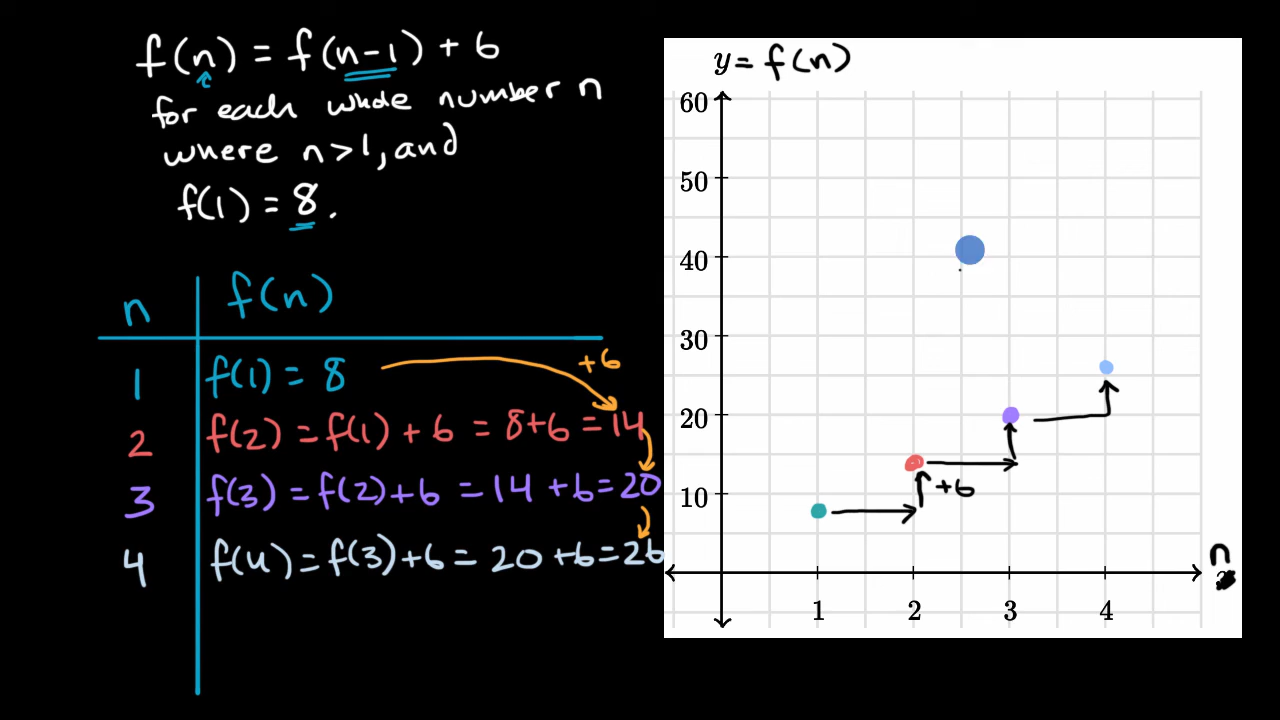 f(n) = f(n-1) + 6
for each whole number n
where n>1, and
f(1) = 8.
n f(n)
1 f(1) = 8
+6
2 f(2) = f(1) + 6 = 8+6 = 14
3 f(3) = f(2)+6 = 14 +6=20
4 f(4) = f(3)+6 = 20 +6=26
y = f(n)
60
50
40
30
20
10
+6
n
1 2 3 4